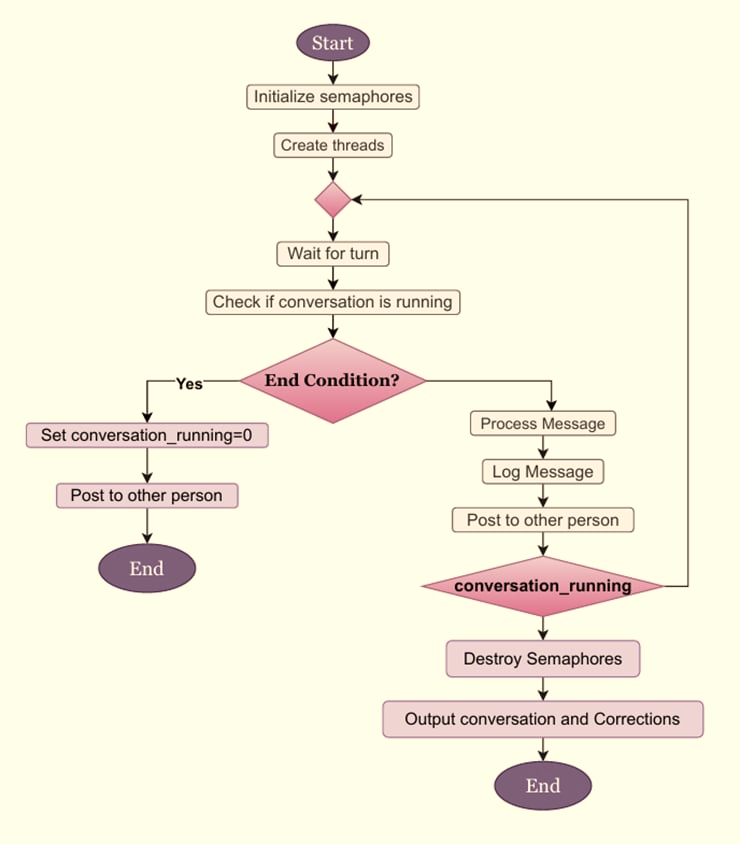 Start
Initialize semaphores
Create threads
Wait for turn
Check if conversation is running
End Condition?
Yes
Set conversation_running=0
Post to other person
End
Process Message
Log Message
Post to other person
conversation_running
Destroy Semaphores
Output conversation and Corrections
End